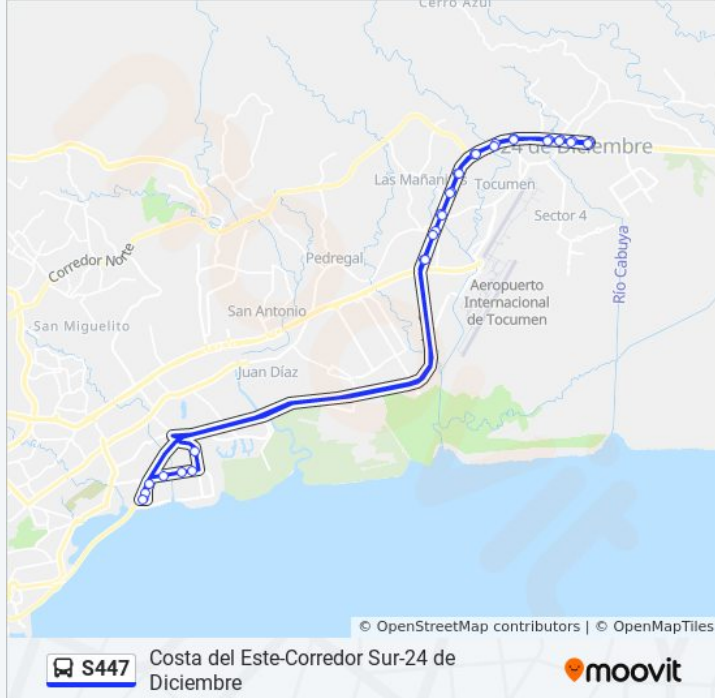 Cerro Azul
24 de Diciembre
Las Mañanitas
Tocumen
Sector 4
Río Cabuya
Corredor Norte
Pedregal
Aeropuerto
Internacional
de Tocumen
San Antonio
San Miguelito
Juan Díaz
© OpenStreetMap contributors | © OpenMapTiles
S447
Costa del Este-Corredor Sur-24 de
Diciembre
moovit